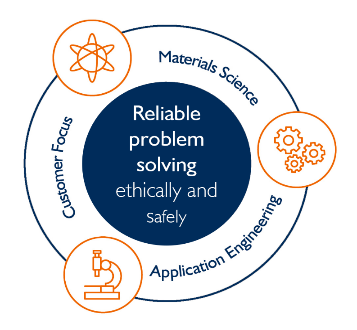 Materials Science
Reliable
problem
solving
ethically and
safely
Customer Focus
Application Engineering